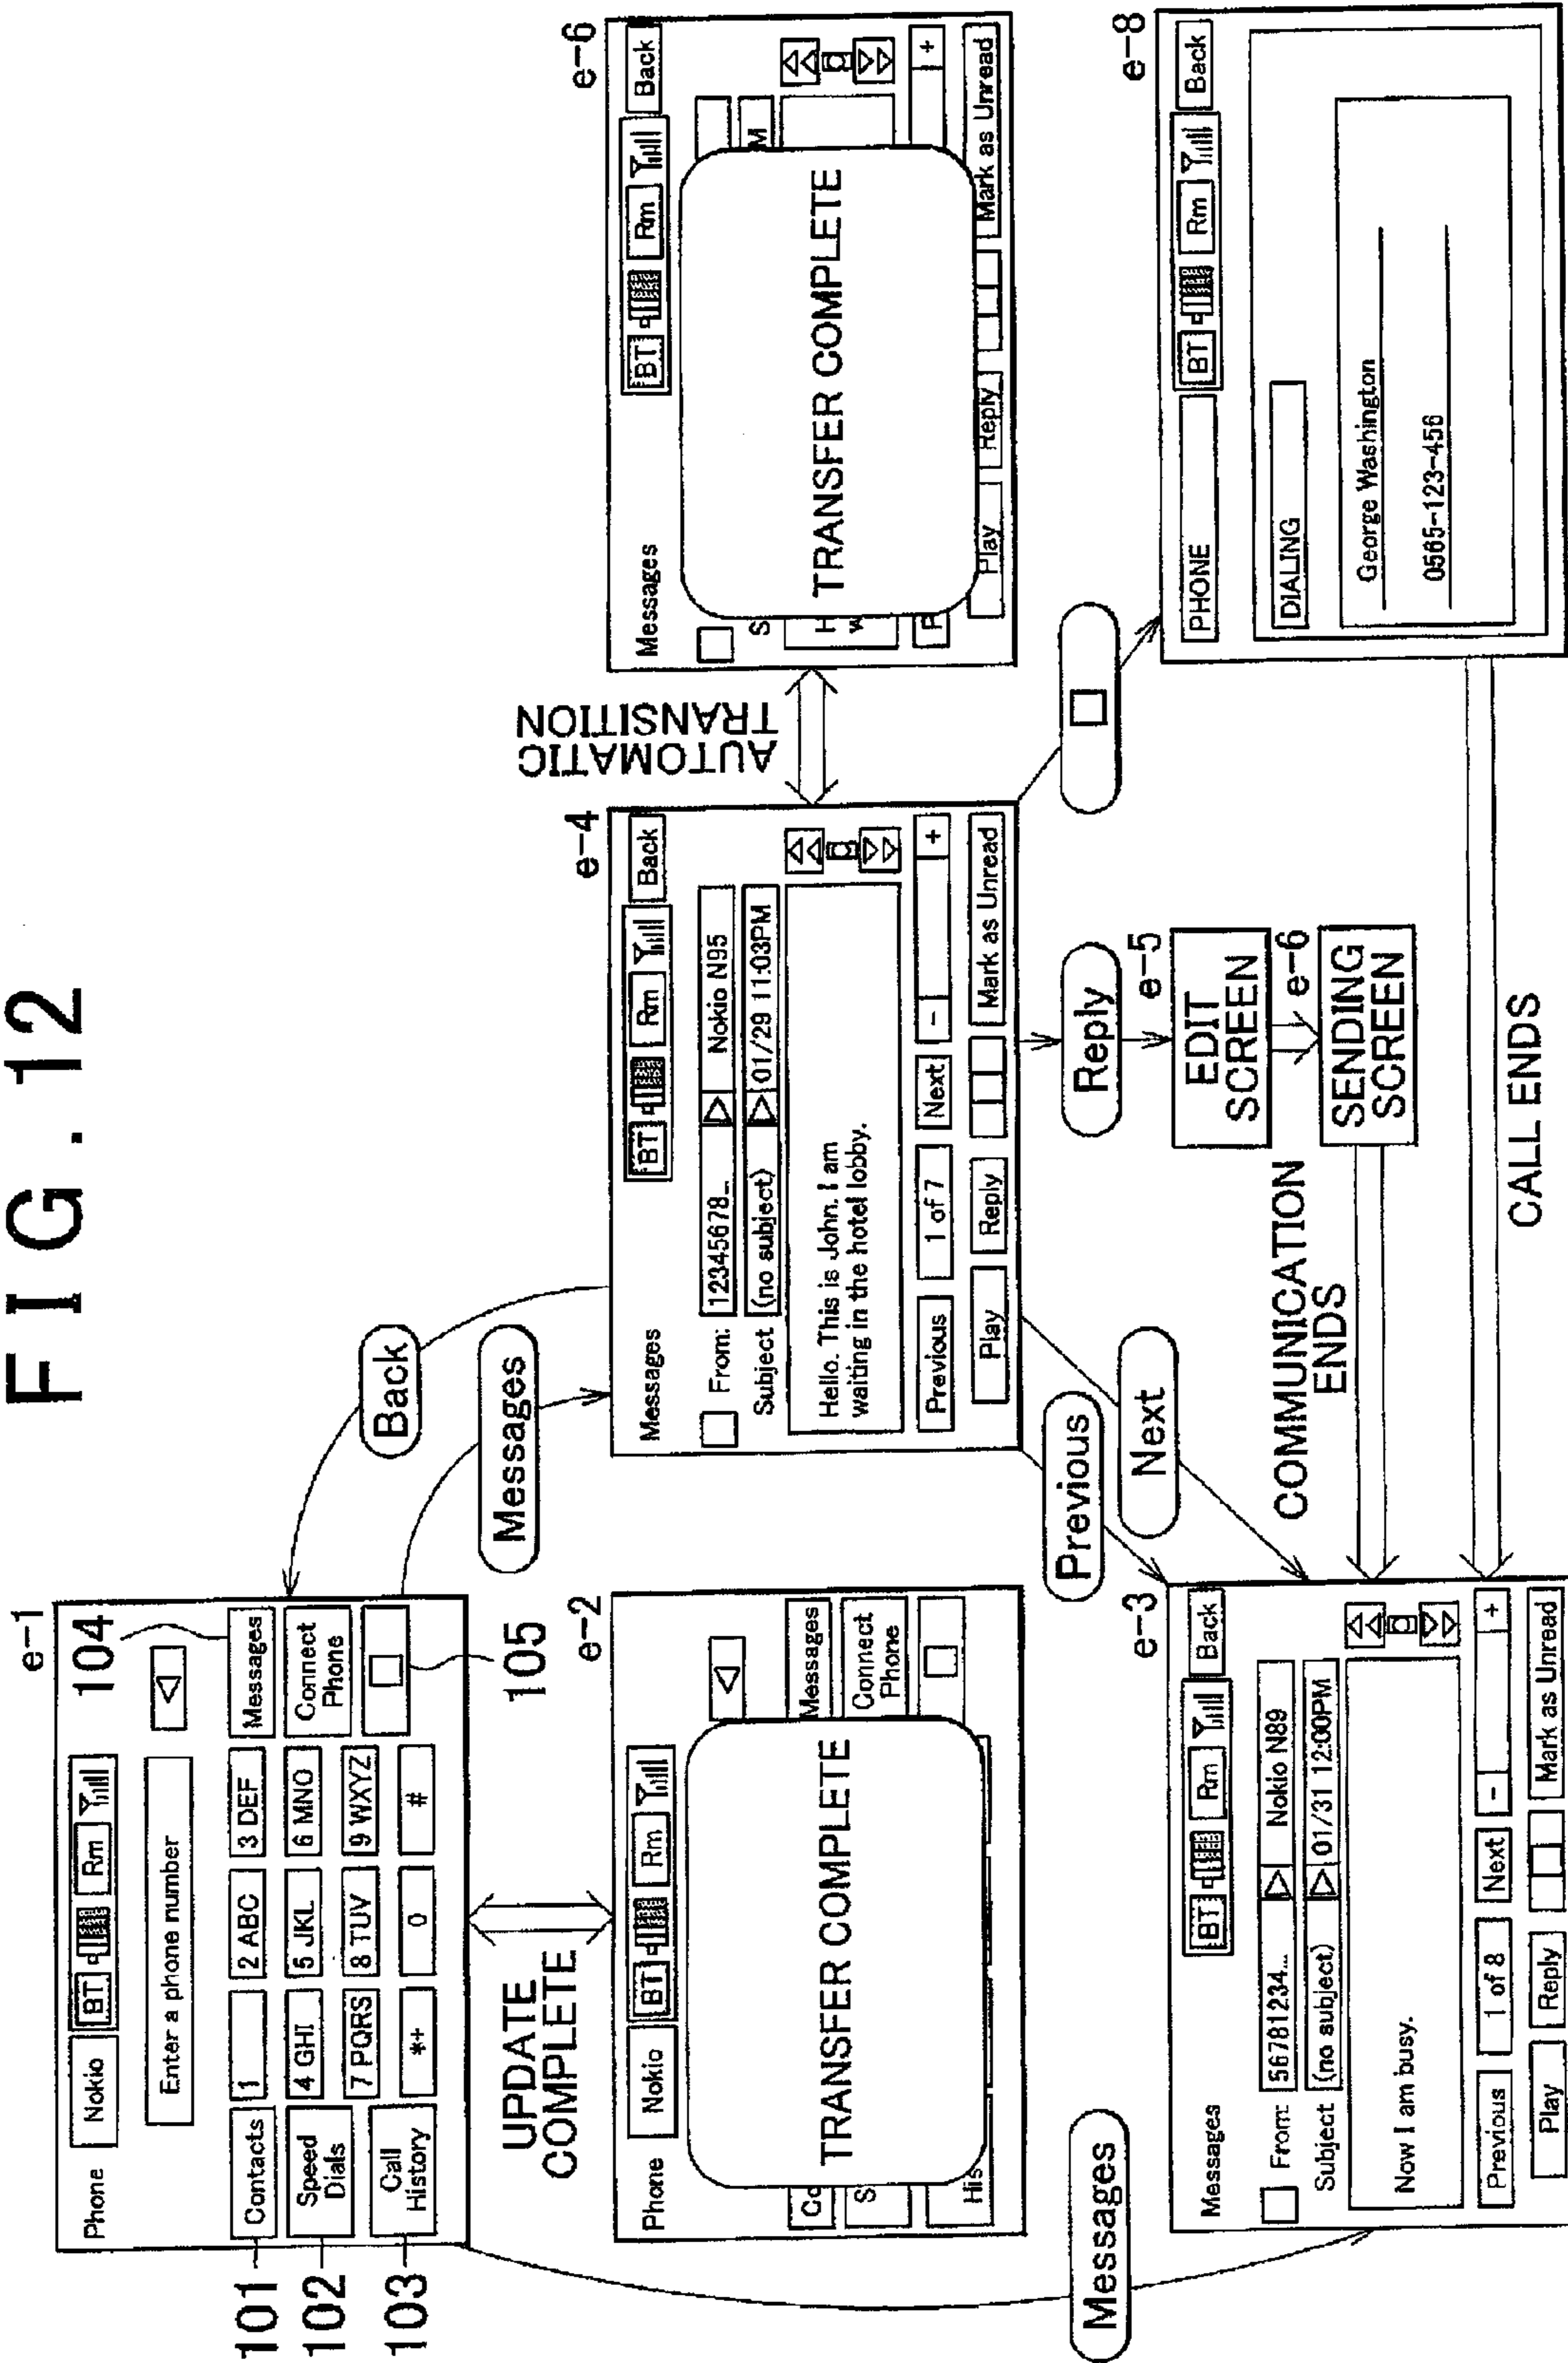 FIG. 12
e-1
Phone
Nokio
BT
Rm
Enter a phone number
Contacts
1
2 ABC
3 DEF
Messages
Speed
Dials
4 GHI
5 JKL
6 MNO
Connect
Phone
Call
History
7 PQRS
8 TUV
9 WXYZ
*+
0
#
101
102
103
104
105
Back
Messages
UPDATE
COMPLETE
e-2
Phone
Nokio
BT
Rm
Co
S
His
Messages
Connect
Phone
TRANSFER COMPLETE
e-4
Messages
BT
Rm
Back
From:
12345678...
Nokio N95
Subject
(no subject)
01/29 11:03PM
Hello. This is John. I am
waiting in the hotel lobby.
Previous
1 of 7
Next
-
+
Play
Reply
Mark as Unread
AUTOMATIC
TRANSITION
e-6
Messages
BT
Rm
Back
S
M
H
w
P
+
TRANSFER COMPLETE
Play
Reply
Mark as Unread
Messages
Previous
Next
Reply
e-3
Messages
BT
Rm
Back
From:
56781234...
Nokio N89
Subject
(no subject)
01/31 12:00PM
Now I am busy.
Previous
1 of 8
Next
-
+
Play
Reply
Mark as Unread
e-5
EDIT
SCREEN
e-6
SENDING
SCREEN
COMMUNICATION
ENDS
CALL ENDS
e-8
PHONE
BT
Rm
Back
DIALING
George Washington
0565-123-456